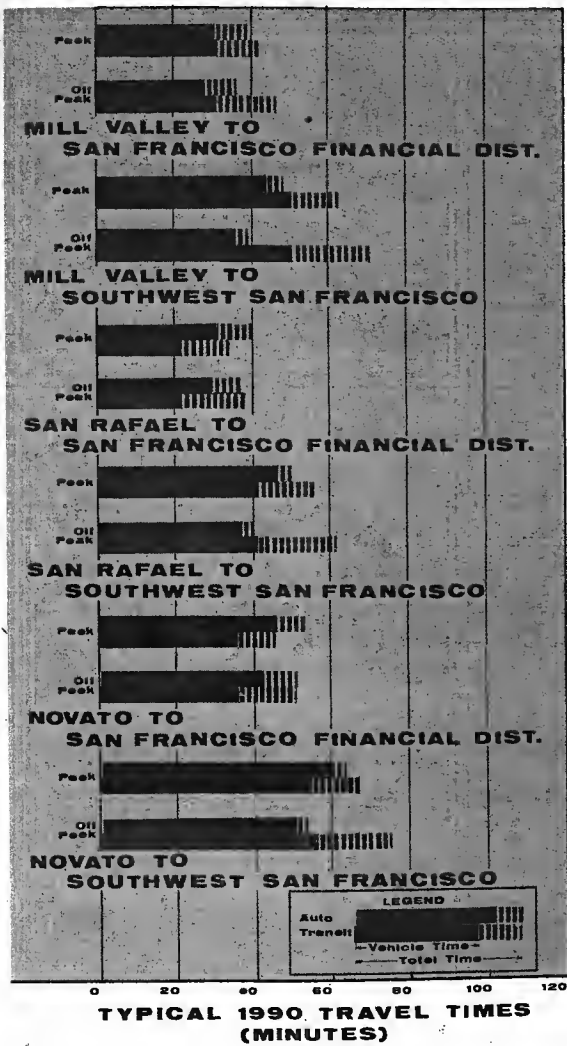 Peak
Off
Peak
MILL VALLEY TO
SAN FRANCISCO FINANCIAL DIST.
Peak
Off
Peak
MILL VALLEY TO
SOUTHWEST SAN FRANCISCO
Peak
Off
Peak
SAN RAFAEL TO
SAN FRANCISCO FINANCIAL DIST.
Peak
Off
Peak
SAN RAFAEL TO
SOUTHWEST SAN FRANCISCO
Peak
Off
Peak
NOVATO TO
SAN FRANCISCO FINANCIAL DIST.
Peak
Off
Peak
NOVATO TO
SOUTHWEST SAN FRANCISCO
LEGEND
Auto
Transit
Vehicle Time
Total Time
0 20 40 60 80 100 120
TYPICAL 1990 TRAVEL TIMES
(MINUTES)